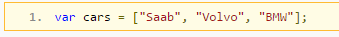 1. var cars = ["Saab", "Volvo", "BMW"];